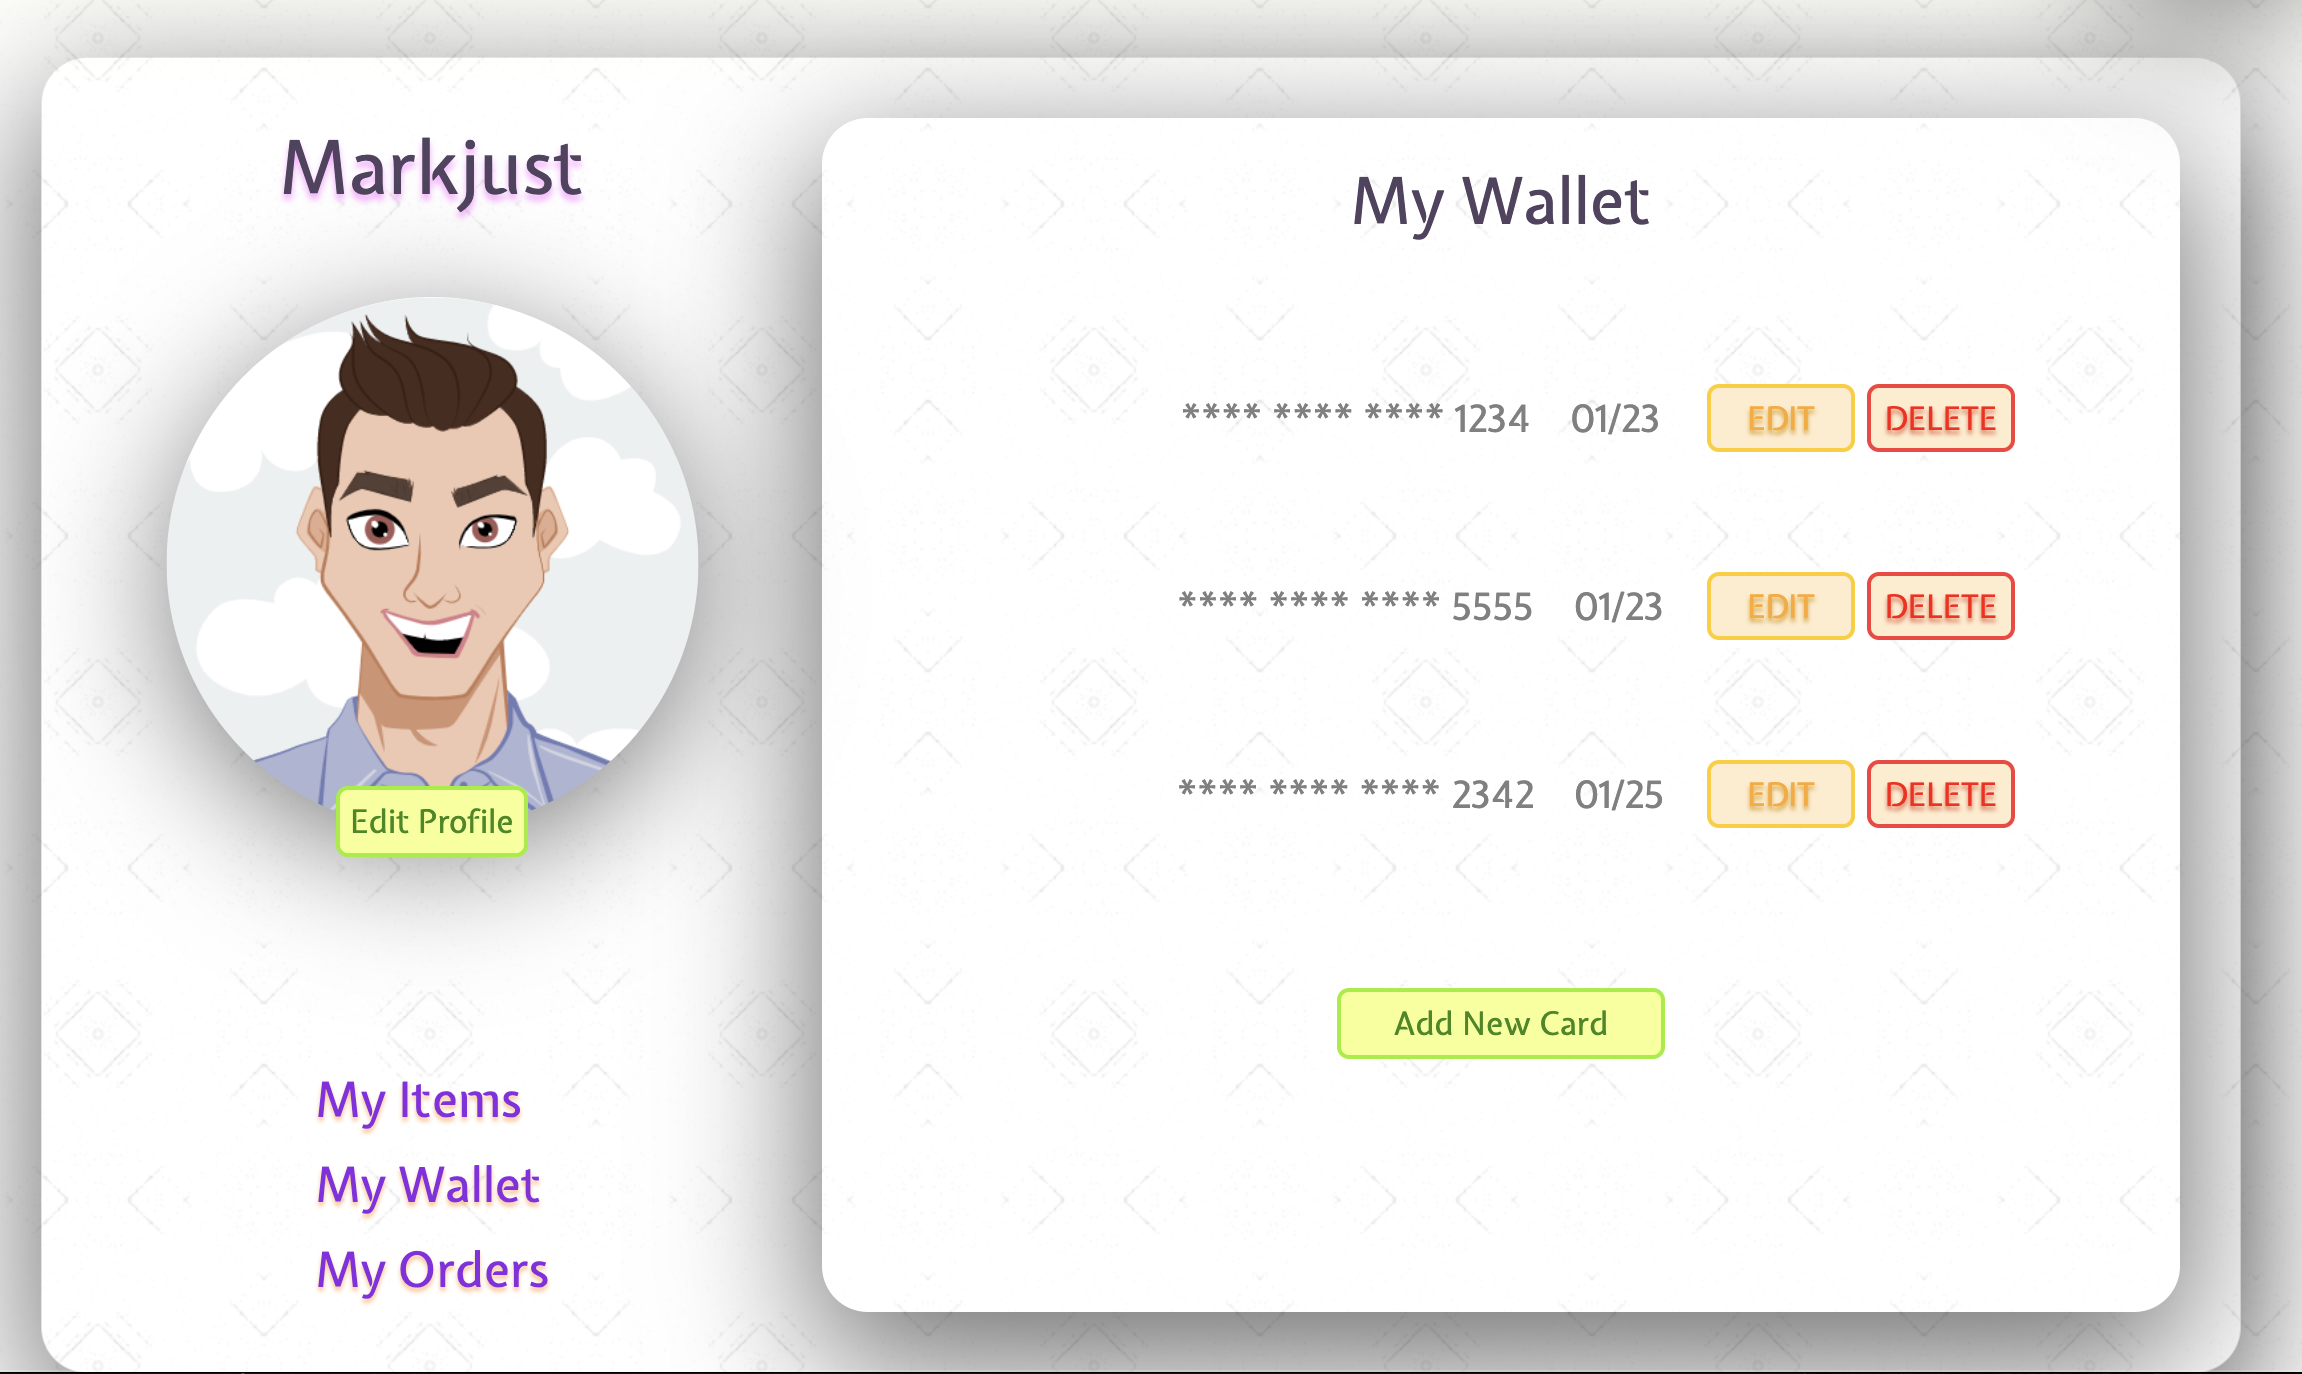 Markjust
Edit Profile
My Items
My Wallet
My Orders
My Wallet
**** **** **** 1234 01/23 EDIT DELETE
**** **** **** 5555 01/23 EDIT DELETE
**** **** **** 2342 01/25 EDIT DELETE
Add New Card